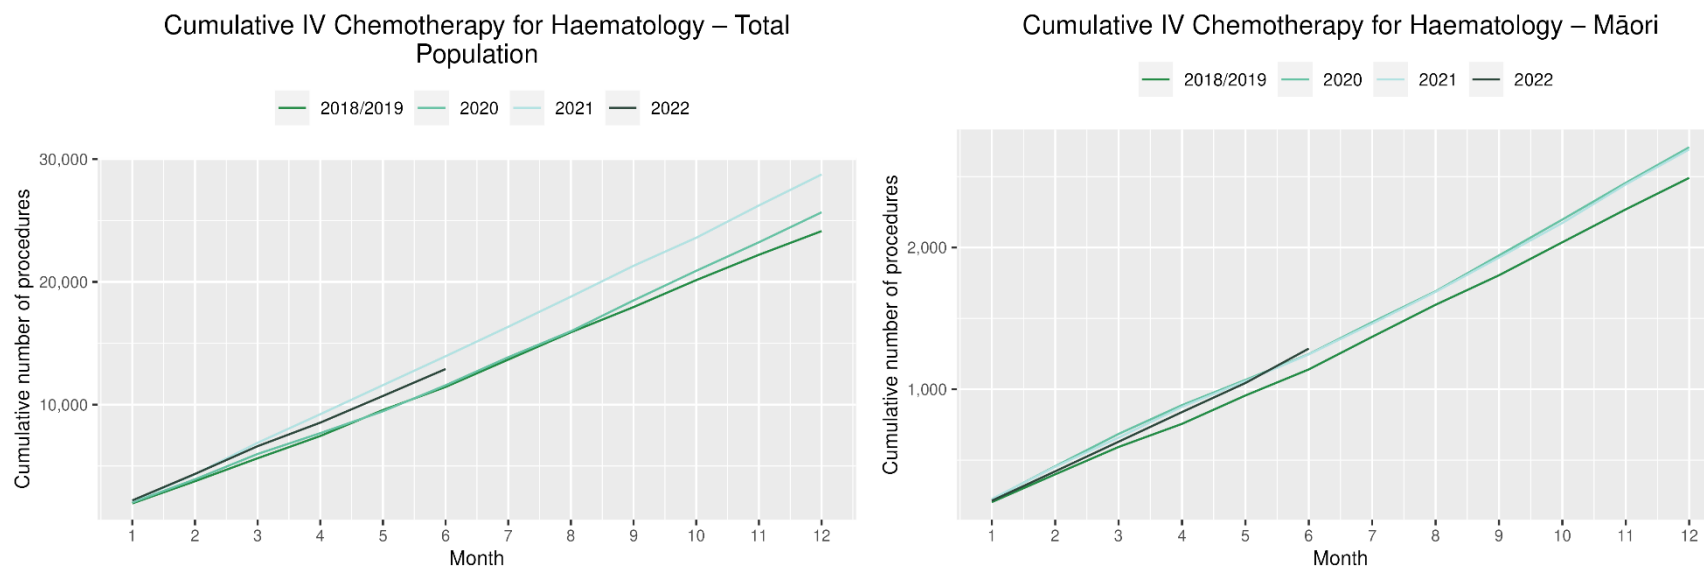 Cumulative IV Chemotherapy for Haematology – Total
Population
2018/2019 2020 2021 2022
30,000
20,000
10,000
Cumulative number of procedures
1 2 3 4 5 6 7 8 9 10 11 12
Month
Cumulative IV Chemotherapy for Haematology – Māori
2018/2019 2020 2021 2022
2,000
1,000
Cumulative number of procedures
1 2 3 4 5 6 7 8 9 10 11 12
Month